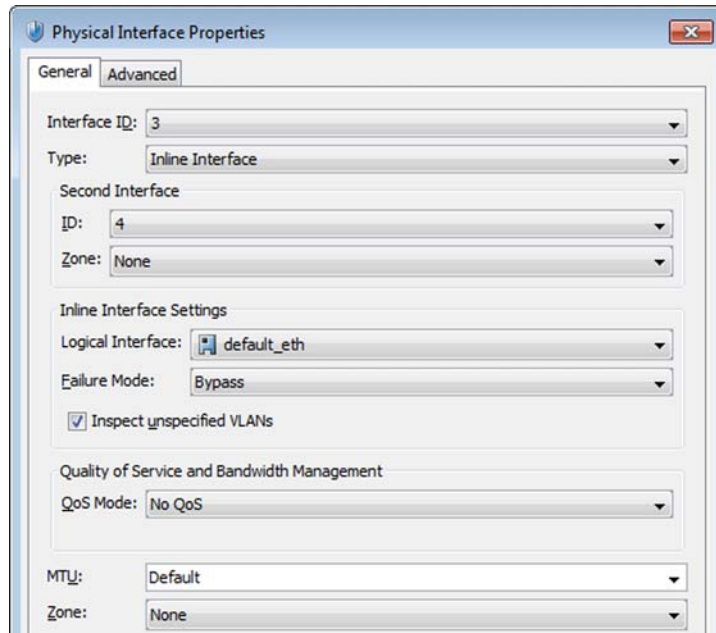 Physical Interface Properties
General Advanced
Interface ID: 3
Type: Inline Interface
Second Interface
ID: 4
Zone: None
Inline Interface Settings
Logical Interface: default_eth
Failure Mode: Bypass
Inspect unspecified VLANs
Quality of Service and Bandwidth Management
QoS Mode: No QoS
MTU: Default
Zone: None